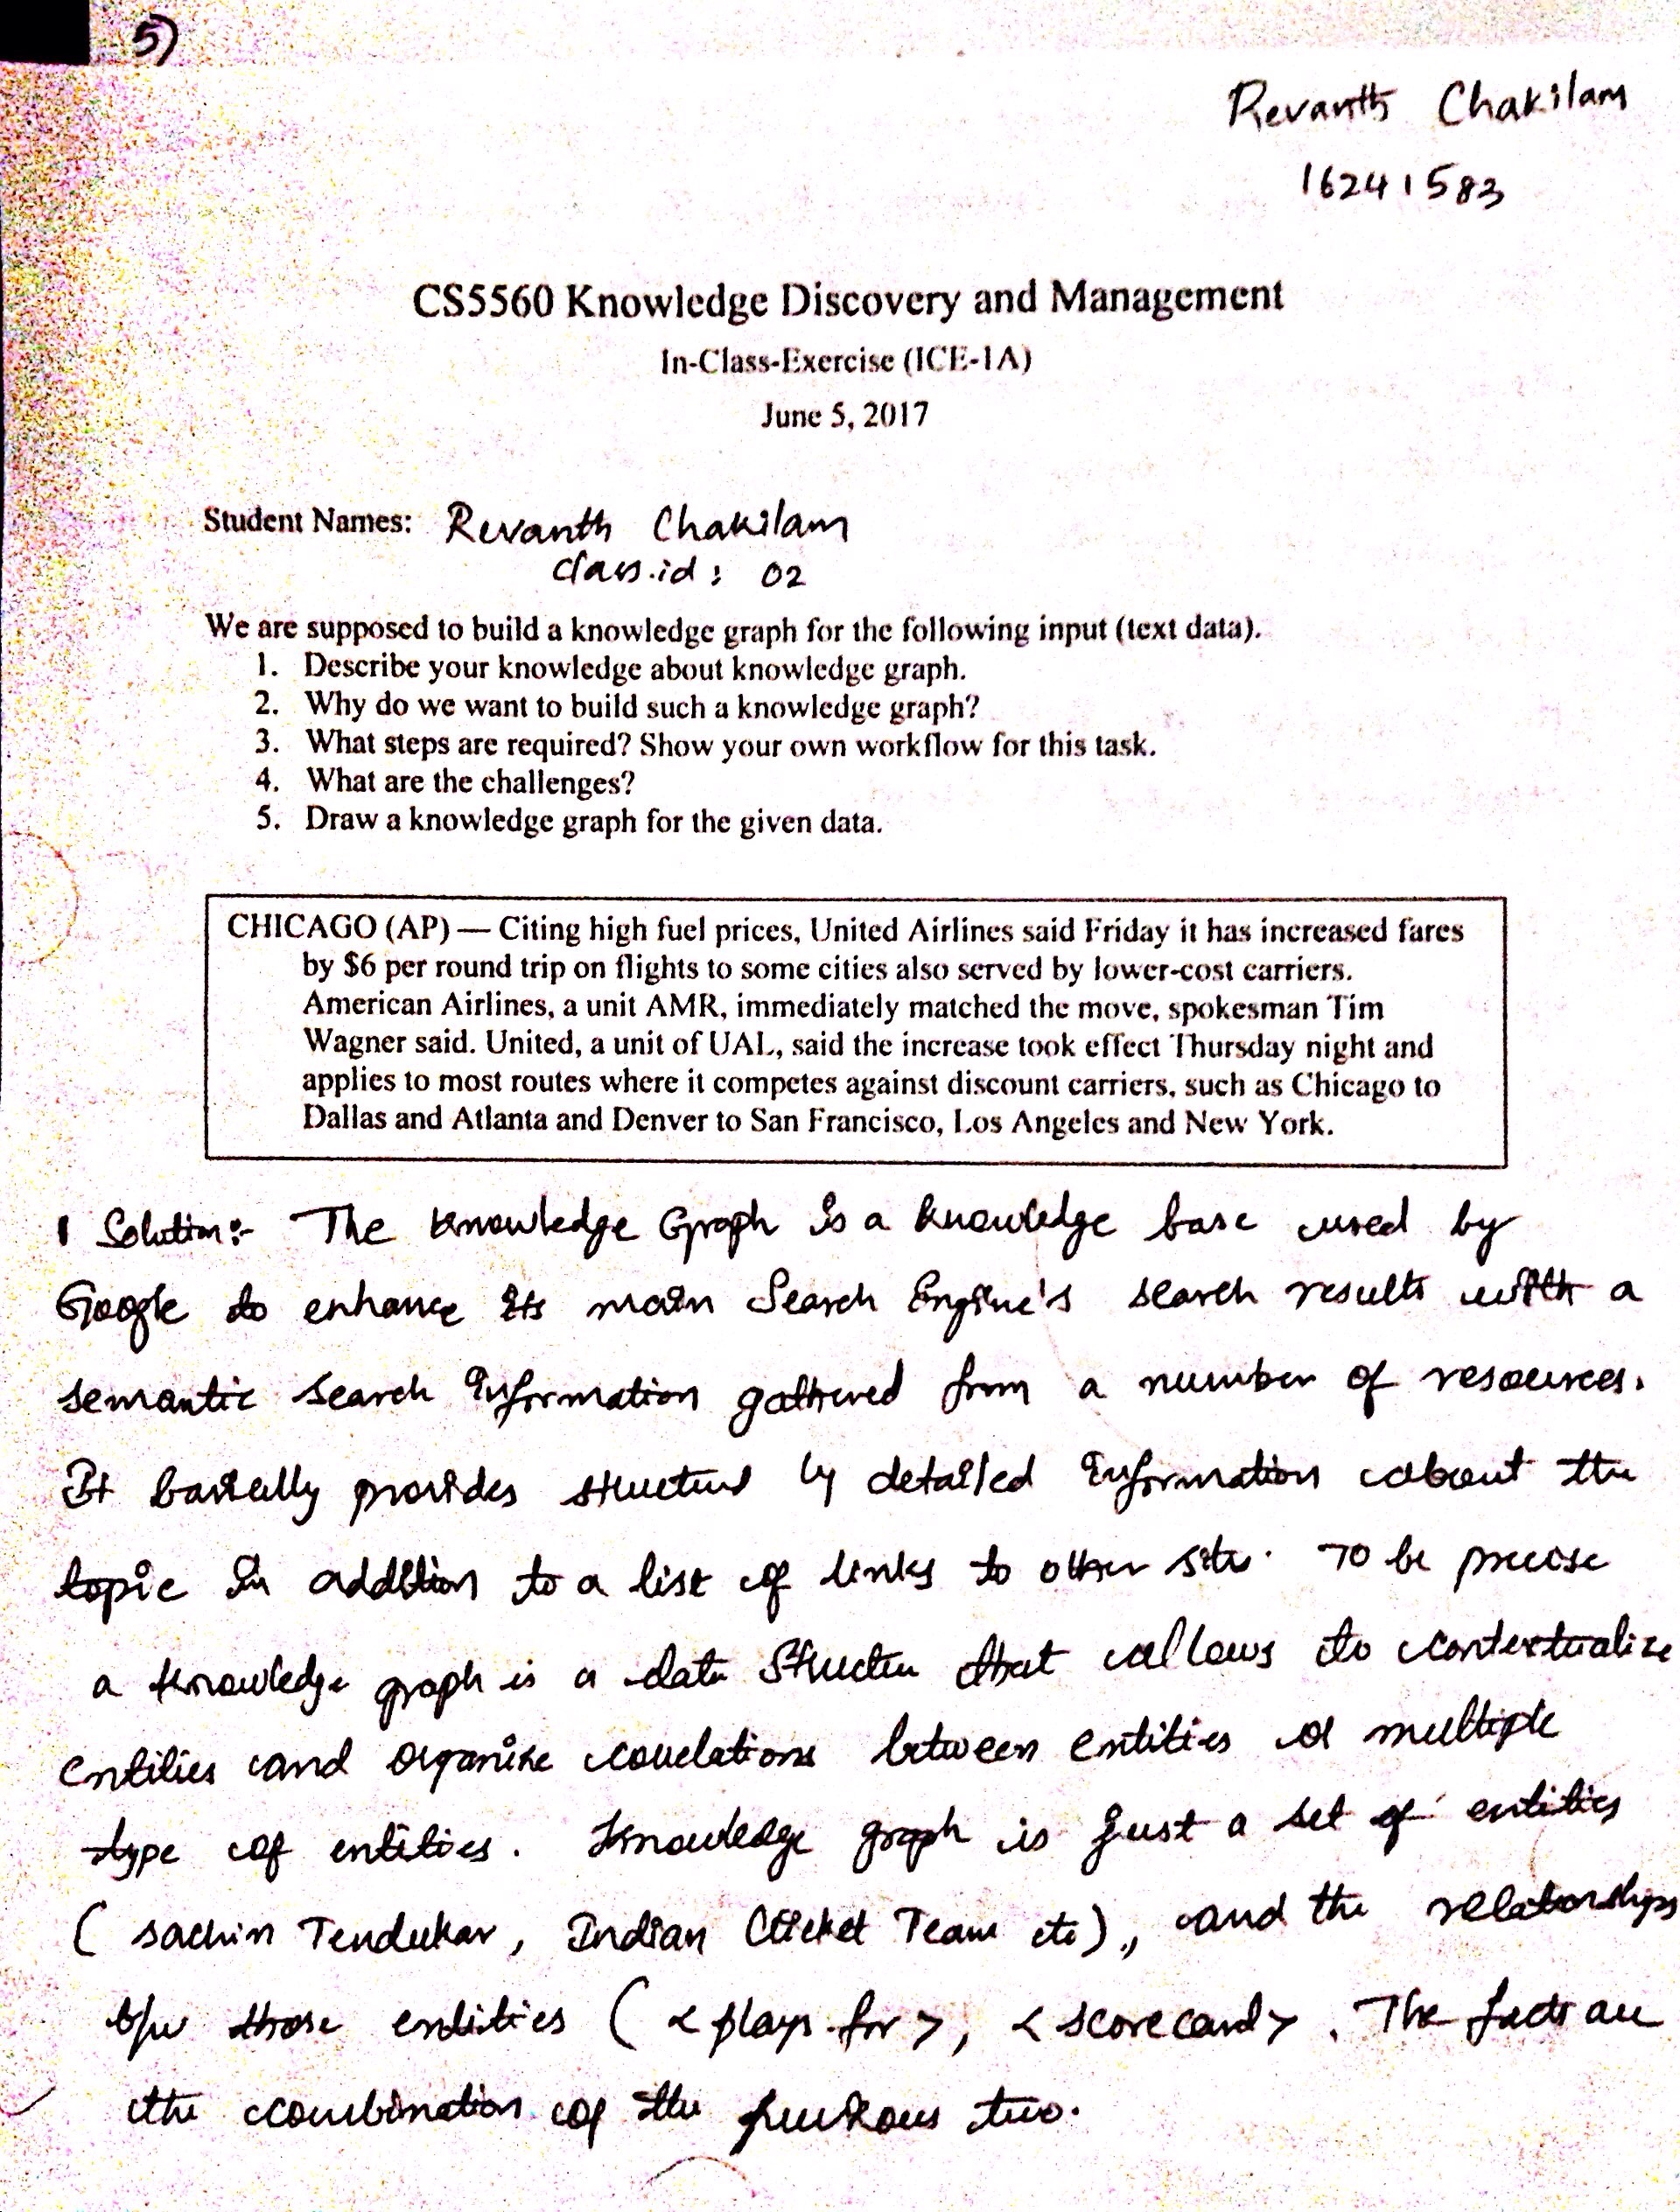 5)
Revanth Chakilam
16241583
CS5560 Knowledge Discovery and Management
In-Class-Exercise (ICE-1A)
June 5, 2017
Student Names: Revanth Chakilam
class.id : 02
We are supposed to build a knowledge graph for the following input (text data).
1. Describe your knowledge about knowledge graph.
2. Why do we want to build such a knowledge graph?
3. What steps are required? Show your own workflow for this task.
4. What are the challenges?
5. Draw a knowledge graph for the given data.
CHICAGO (AP) — Citing high fuel prices, United Airlines said Friday it has increased fares
by $6 per round trip on flights to some cities also served by lower-cost carriers.
American Airlines, a unit AMR, immediately matched the move, spokesman Tim
Wagner said. United, a unit of UAL, said the increase took effect Thursday night and
applies to most routes where it competes against discount carriers, such as Chicago to
Dallas and Atlanta and Denver to San Francisco, Los Angeles and New York.
1 Solution:- The Knowledge Graph is a knowledge base used by
Google to enhance its main Search Engine's search results with a
semantic search information gathered from a number of resources.
It basically provides structured by detailed information about the
topic in addition to a list of links to other sites. To be precise
a knowledge graph is a data structure that allows to contextualize
entities and organize correlations between entities or multiple
type of entities. Knowledge graph is just a set of entities
( sachin Tendukar, Indian Cricket Team etc), and the relationships
b/w those entities ( < plays-for >, < scorecard > . The facts are
the combination of the previous two.